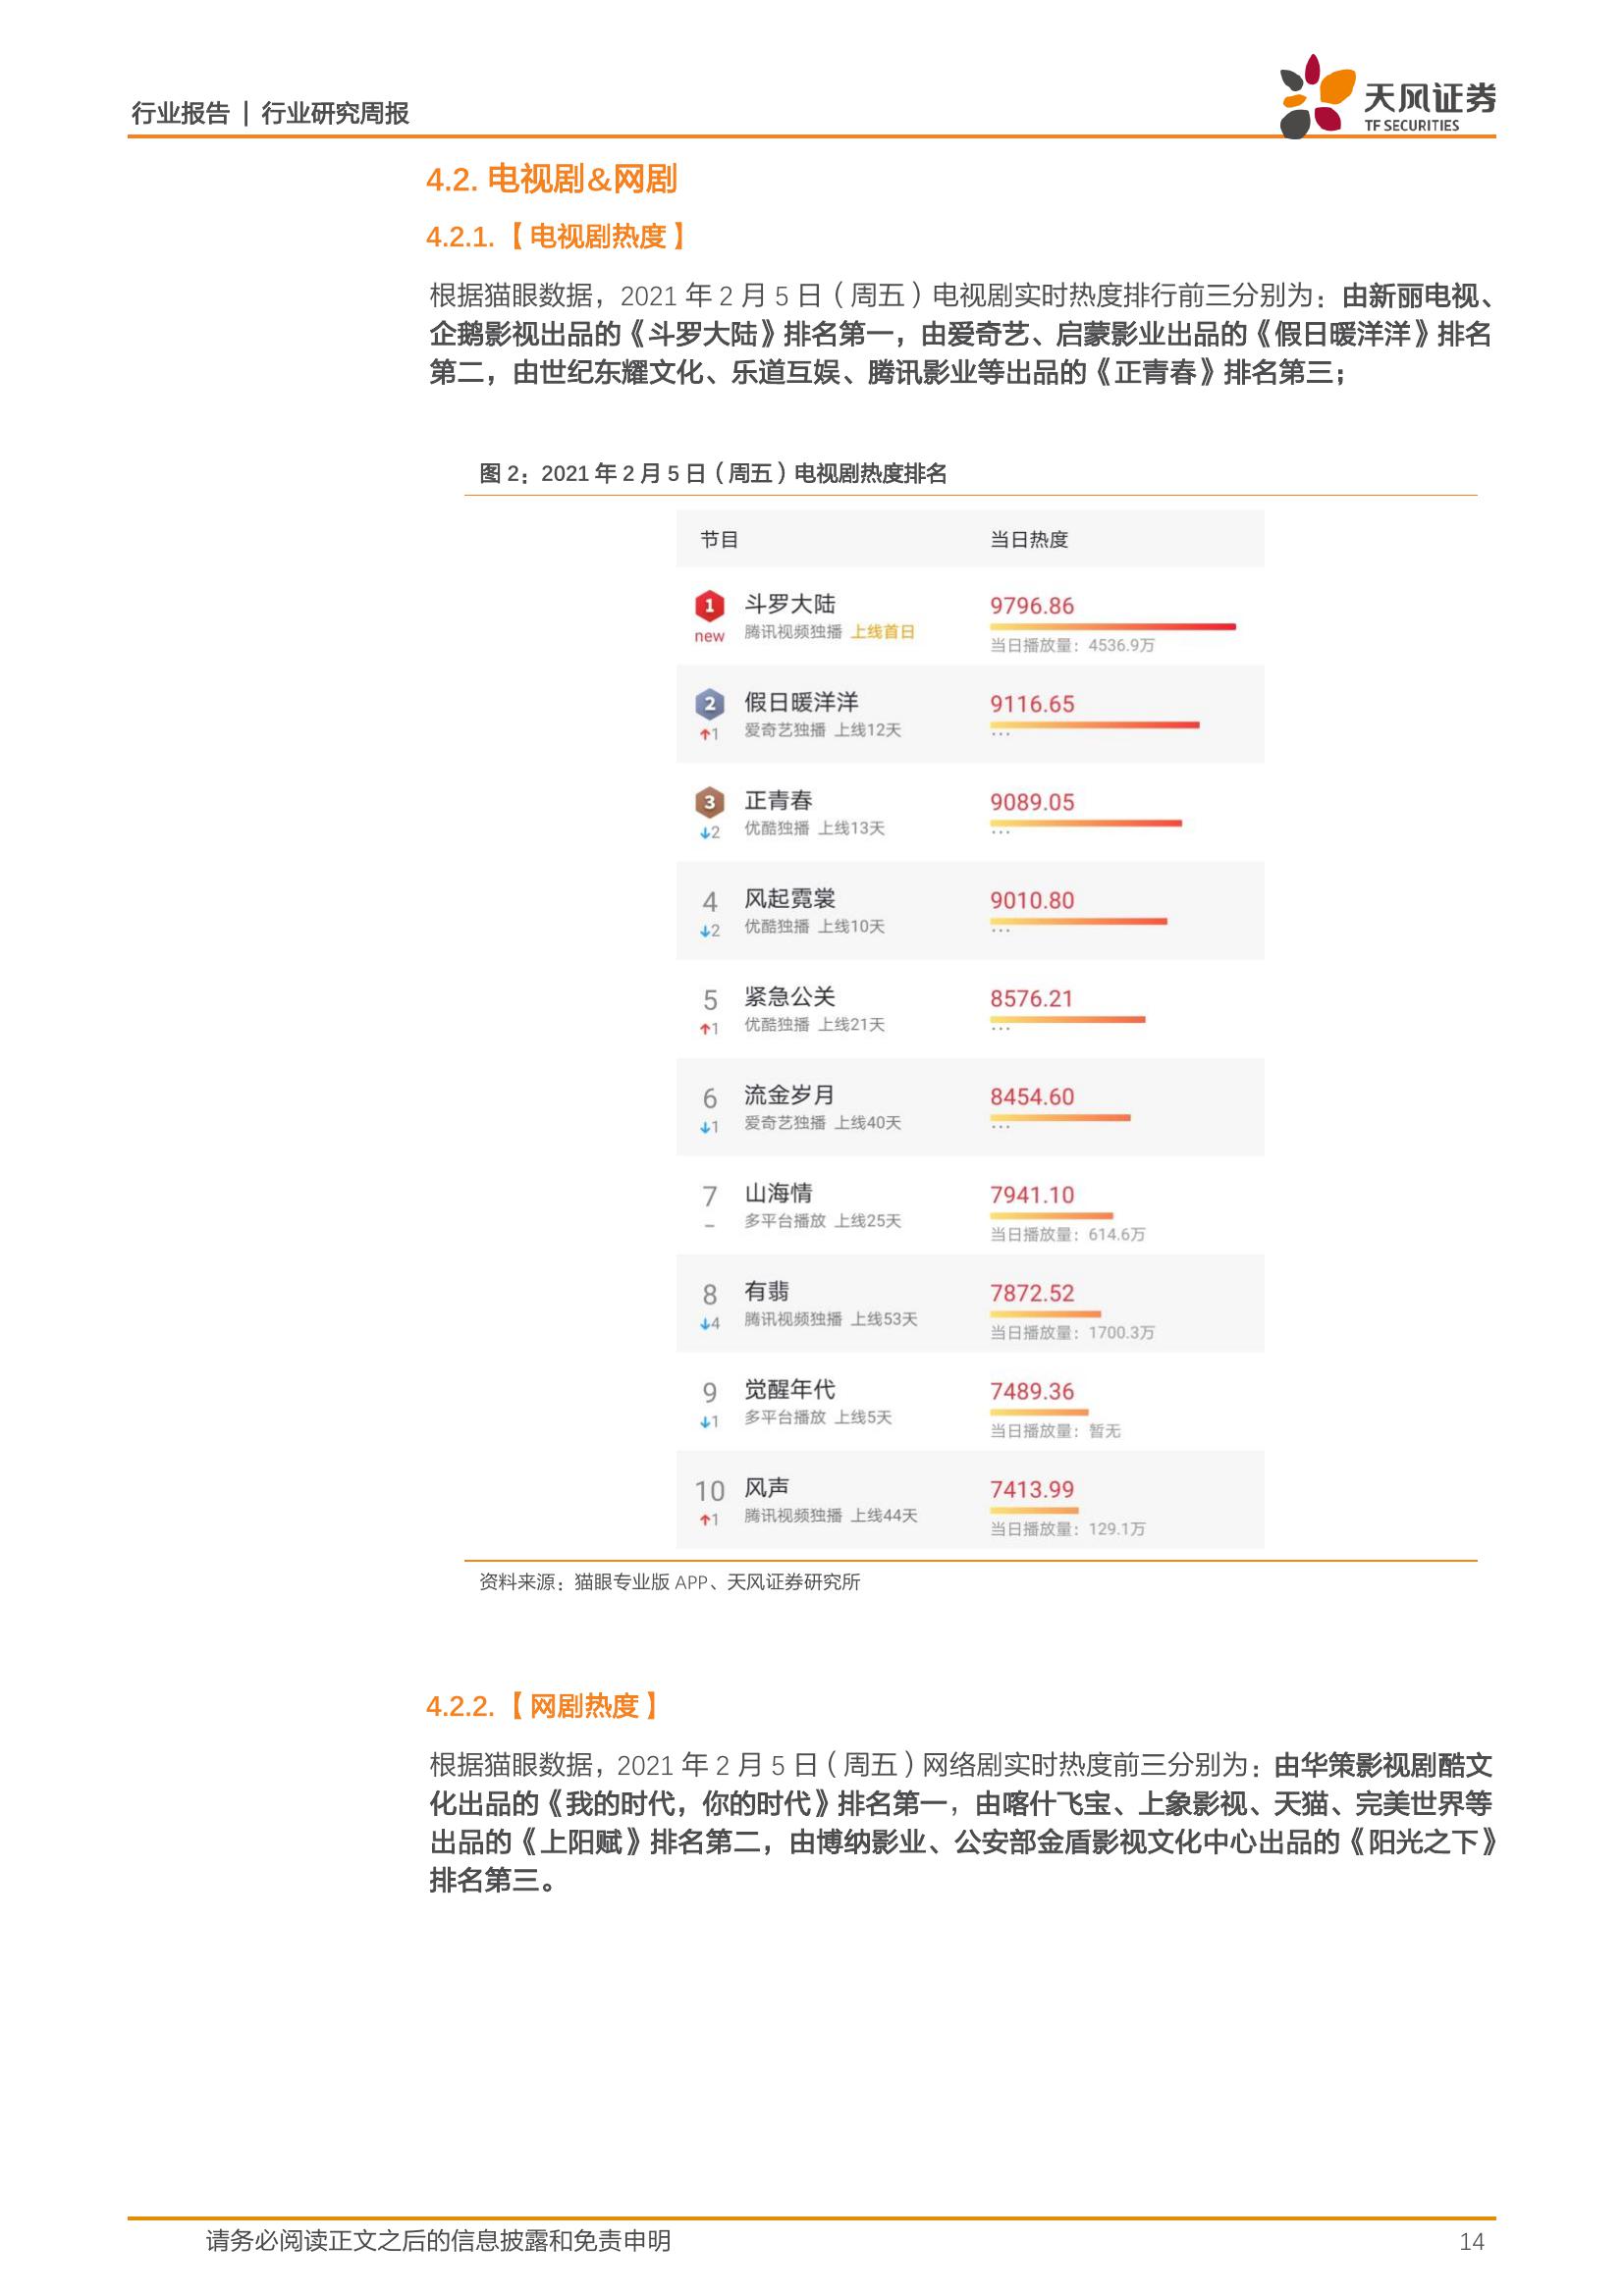 行业报告 | 行业研究周报
天风证券
TF SECURITIES
4.2. 电视剧&网剧
4.2.1.【电视剧热度】
根据猫眼数据，2021 年 2 月 5 日（周五）电视剧实时热度排行前三分别为：由新丽电视、
企鹅影视出品的《斗罗大陆》排名第一，由爱奇艺、启蒙影业出品的《假日暖洋洋》排名
第二，由世纪东耀文化、乐道互娱、腾讯影业等出品的《正青春》排名第三；
图 2：2021 年 2 月 5 日（周五）电视剧热度排名
节目 当日热度
1 斗罗大陆 9796.86
new 腾讯视频独播 上线首日 当日播放量：4536.9万
2 假日暖洋洋 9116.65
↑1 爱奇艺独播 上线12天 ...
3 正青春 9089.05
↓2 优酷独播 上线13天 ...
4 风起霓裳 9010.80
↓2 优酷独播 上线10天 ...
5 紧急公关 8576.21
↑1 优酷独播 上线21天 ...
6 流金岁月 8454.60
↓1 爱奇艺独播 上线40天 ...
7 山海情 7941.10
– 多平台播放 上线25天 当日播放量：614.6万
8 有翡 7872.52
↓4 腾讯视频独播 上线53天 当日播放量：1700.3万
9 觉醒年代 7489.36
↓1 多平台播放 上线5天 当日播放量：暂无
10 风声 7413.99
↑1 腾讯视频独播 上线44天 当日播放量：129.1万
资料来源：猫眼专业版 APP、天风证券研究所
4.2.2.【网剧热度】
根据猫眼数据，2021 年 2 月 5 日（周五）网络剧实时热度前三分别为：由华策影视剧酷文
化出品的《我的时代，你的时代》排名第一，由喀什飞宝、上象影视、天猫、完美世界等
出品的《上阳赋》排名第二，由博纳影业、公安部金盾影视文化中心出品的《阳光之下》
排名第三。
请务必阅读正文之后的信息披露和免责申明 14